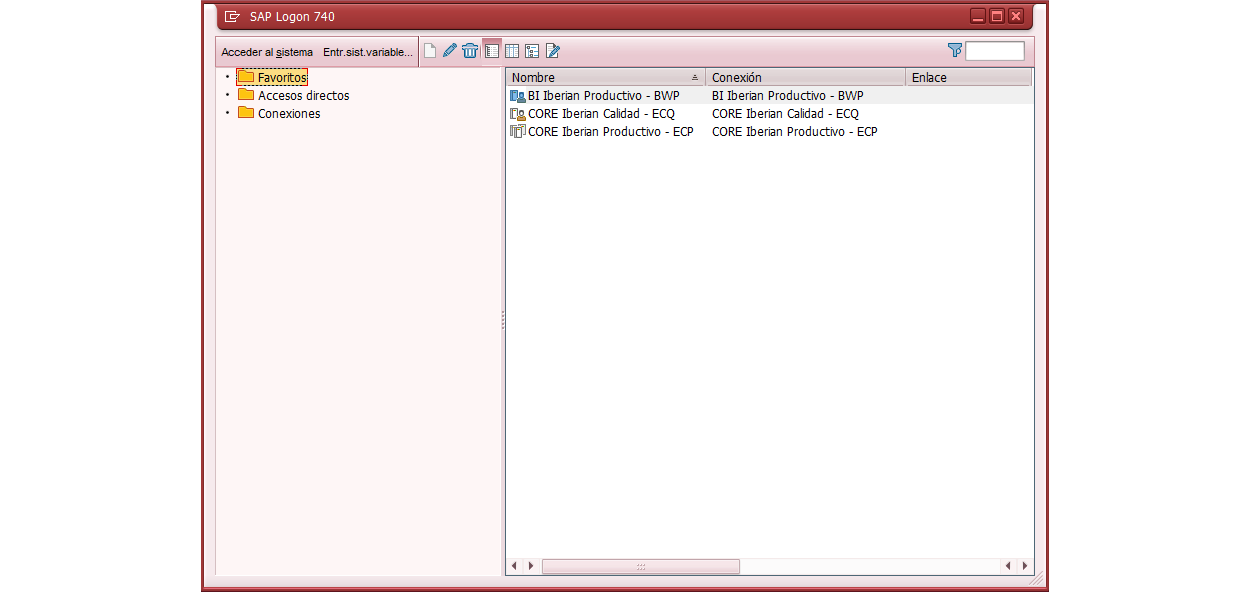 SAP Logon 740
Acceder al sistema Entr.sist.variable...
Favoritos
Accesos directos
Conexiones
Nombre Conexión Enlace
BI Iberian Productivo - BWP BI Iberian Productivo - BWP
CORE Iberian Calidad - ECQ CORE Iberian Calidad - ECQ
CORE Iberian Productivo - ECP CORE Iberian Productivo - ECP